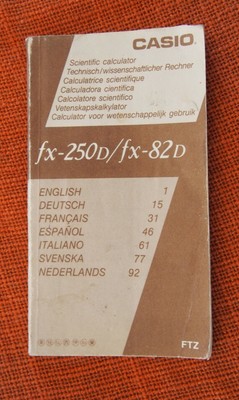 CASIO
Scientific calculator
Technisch/wissenschaftlicher Rechner
Calculatrice scientifique
Calculadora científica
Calcolatore scientifico
Vetenskapskalkylator
Calculator voor wetenschappelijk gebruik
fx-250D/fx-82D
ENGLISH 1
DEUTSCH 15
FRANÇAIS 31
ESPAÑOL 46
ITALIANO 61
SVENSKA 77
NEDERLANDS 92
FTZ